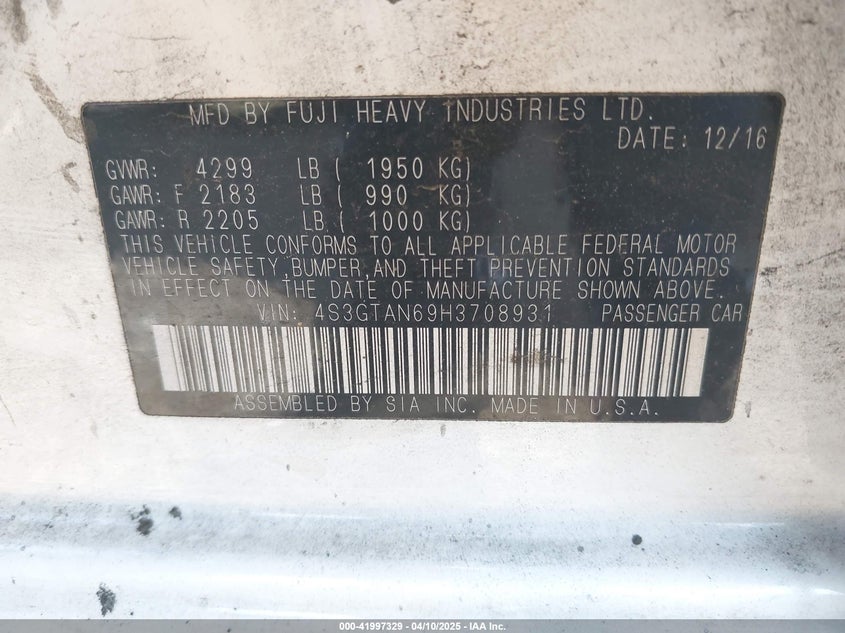 MFD BY FUJI HEAVY INDUSTRIES LTD.
DATE: 12/16
GVWR: 4299 LB ( 1950 KG)
GAWR: F 2183 LB ( 990 KG)
GAWR: R 2205 LB ( 1000 KG)
THIS VEHICLE CONFORMS TO ALL APPLICABLE FEDERAL MOTOR
VEHICLE SAFETY, BUMPER, AND THEFT PREVENTION STANDARDS
IN EFFECT ON THE DATE OF MANUFACTURE SHOWN ABOVE.
VIN: 4S3GTAN69H3708931 PASSENGER CAR
ASSEMBLED BY SIA INC. MADE IN U.S.A.
000-41997329 - 04/10/2025 - IAA Inc.